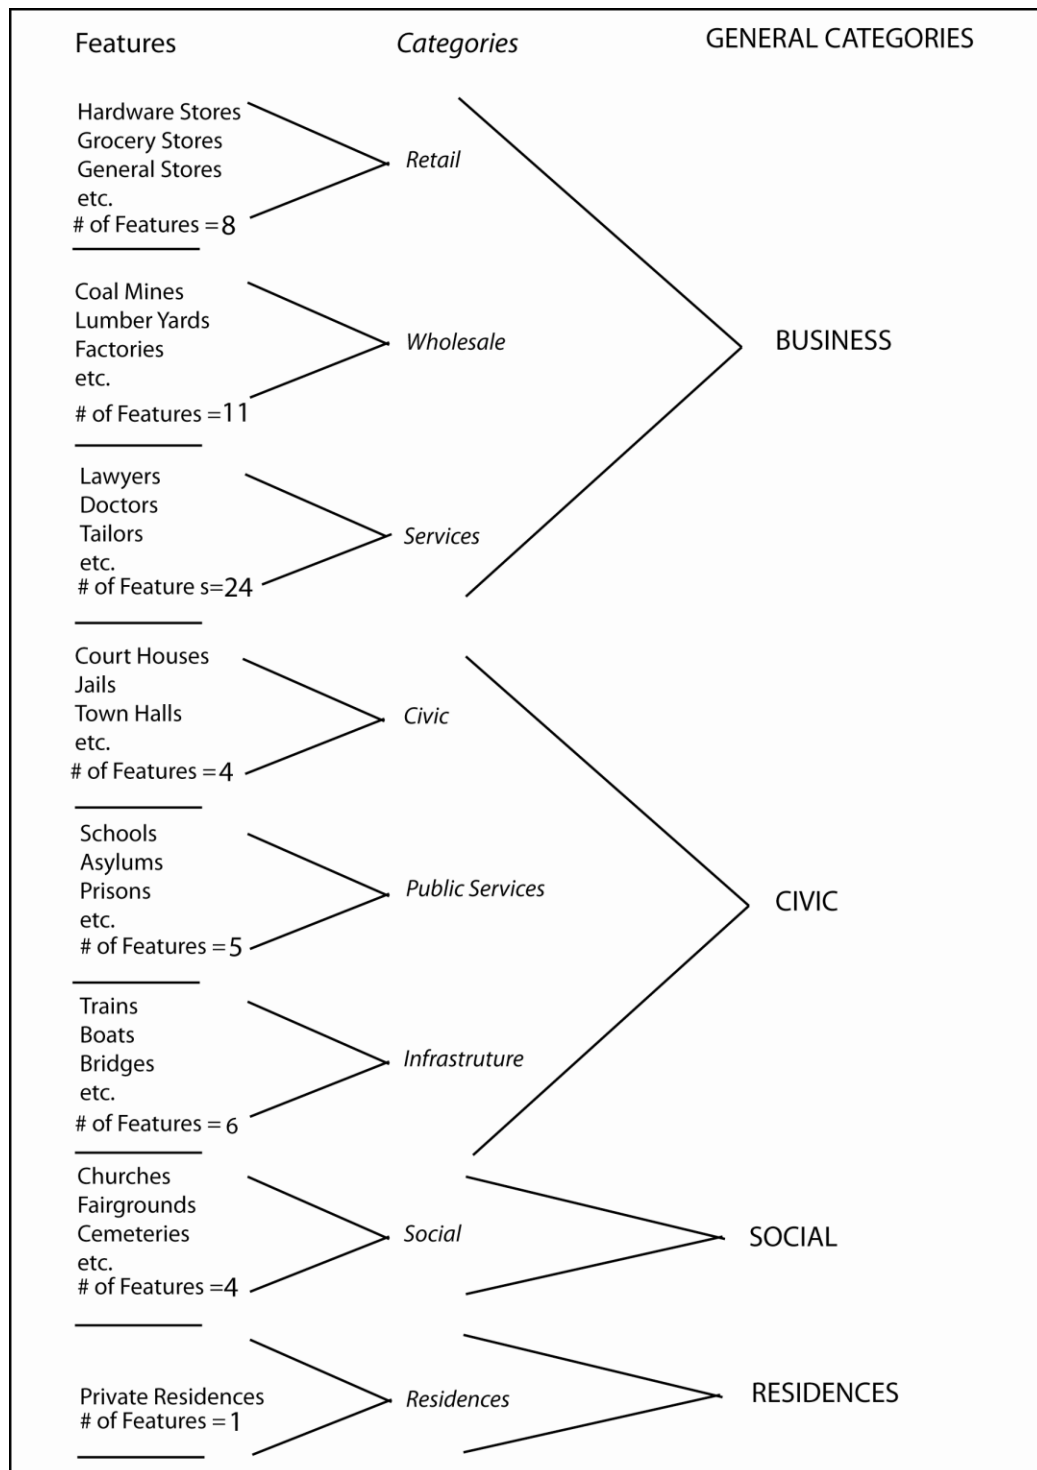 Features
Categories
GENERAL CATEGORIES
Hardware Stores
Grocery Stores
General Stores
etc.
# of Features =8
Retail
Coal Mines
Lumber Yards
Factories
etc.
# of Features =11
Wholesale
BUSINESS
Lawyers
Doctors
Tailors
etc.
# of Feature s=24
Services
Court Houses
Jails
Town Halls
etc.
# of Features =4
Civic
Schools
Asylums
Prisons
etc.
# of Features =5
Public Services
CIVIC
Trains
Boats
Bridges
etc.
# of Features = 6
Infrastruture
Churches
Fairgrounds
Cemeteries
etc.
# of Features =4
Social
SOCIAL
Private Residences
# of Features =1
Residences
RESIDENCES